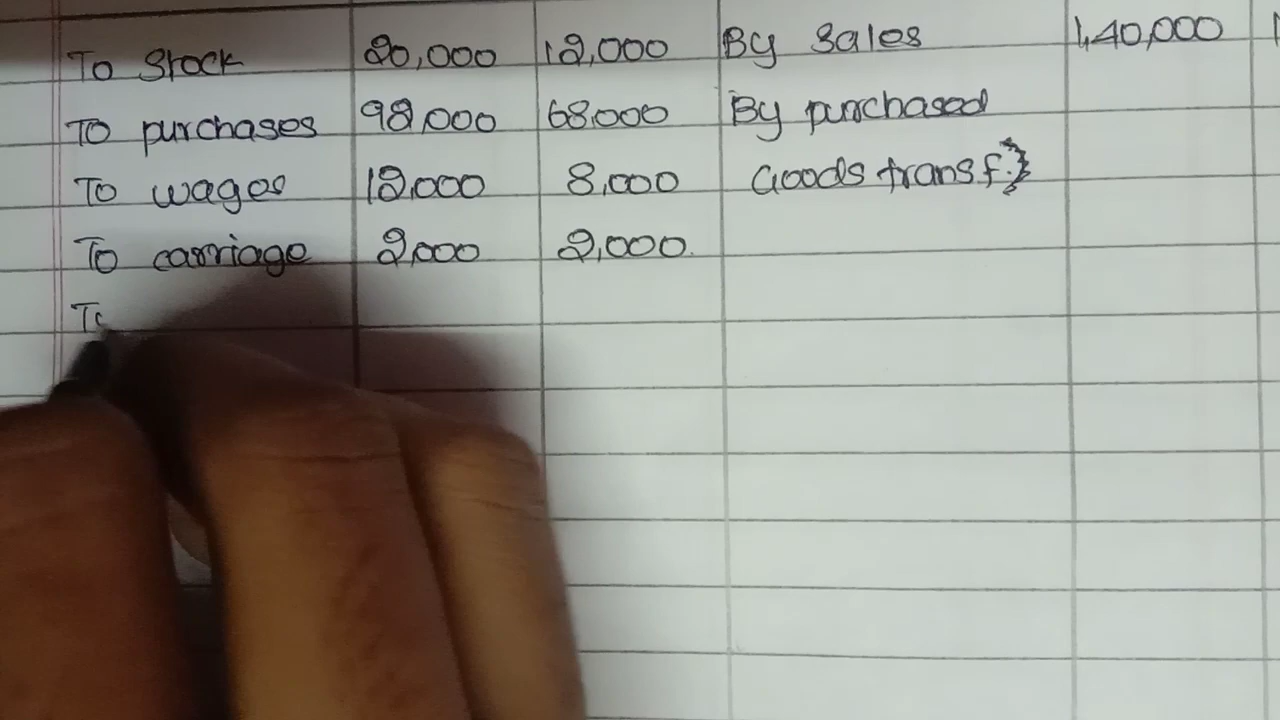 To Stock 20,000 12,000 By Sales 1,40,000
To purchases 98,000 68,000 By purchased
To wages 12,000 8,000 Goods transf.}
To carriage 2,000 2,000.
To